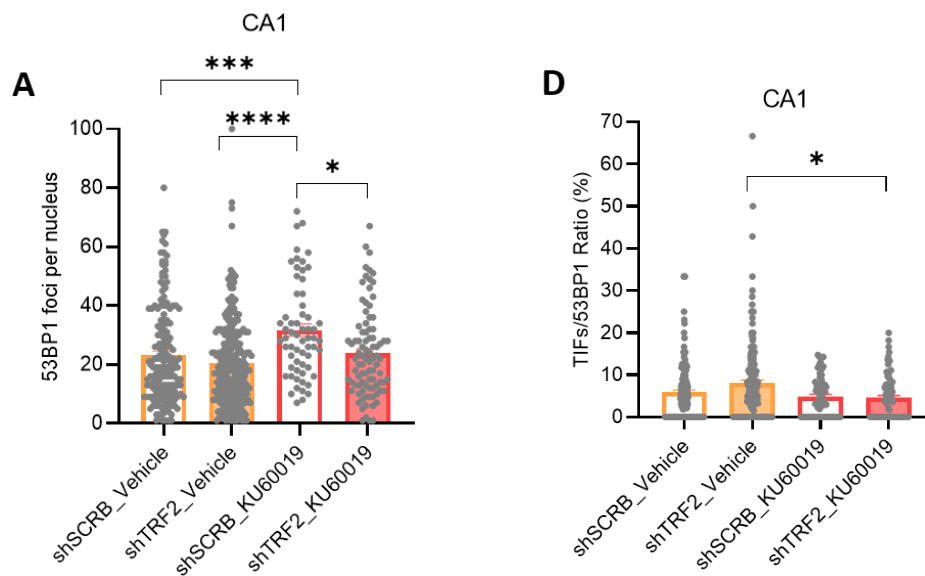 CA1
A
***
****
*
100
80
60
40
20
0
53BP1 foci per nucleus
shSCRB_Vehicle
shTRF2_Vehicle
shSCRB_KU60019
shTRF2_KU60019
D
CA1
*
70
60
50
40
30
20
10
0
TIFs/53BP1 Ratio (%)
shSCRB_Vehicle
shTRF2_Vehicle
shSCRB_KU60019
shTRF2_KU60019